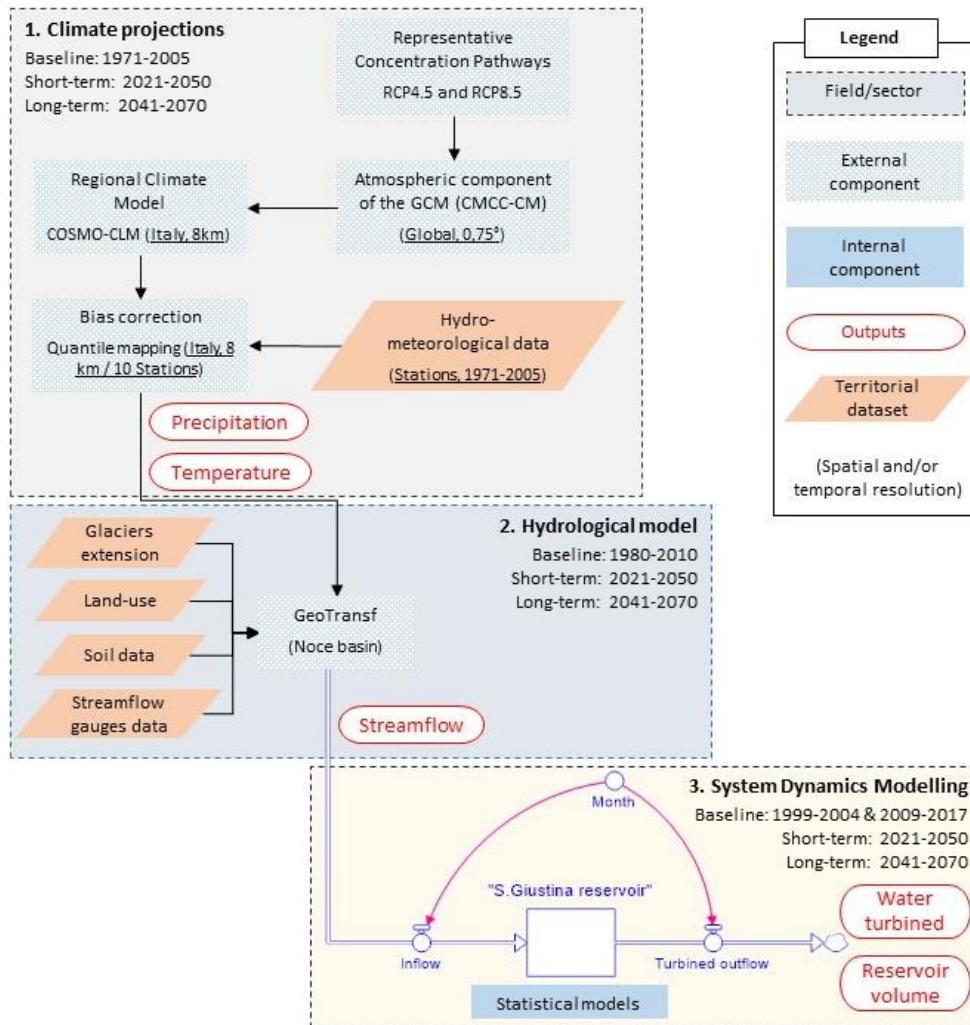 1. Climate projections
Baseline: 1971-2005
Short-term: 2021-2050
Long-term: 2041-2070
Representative
Concentration Pathways
RCP4.5 and RCP8.5
Regional Climate
Model
COSMO-CLM (Italy, 8km)
Atmospheric component
of the GCM (CMCC-CM)
(Global, 0,75°)
Bias correction
Quantile mapping (Italy, 8
km / 10 Stations)
Hydro-
meteorological data
(Stations, 1971-2005)
Precipitation
Temperature
2. Hydrological model
Baseline: 1980-2010
Short-term: 2021-2050
Long-term: 2041-2070
Glaciers
extension
Land-use
Soil data
Streamflow
gauges data
GeoTransf
(Noce basin)
Streamflow
3. System Dynamics Modelling
Baseline: 1999-2004 & 2009-2017
Short-term: 2021-2050
Long-term: 2041-2070
Month
"S.Giustina reservoir"
Inflow
Turbined outflow
Statistical models
Water
turbined
Reservoir
volume
Legend
Field/sector
External
component
Internal
component
Outputs
Territorial
dataset
(Spatial and/or
temporal resolution)